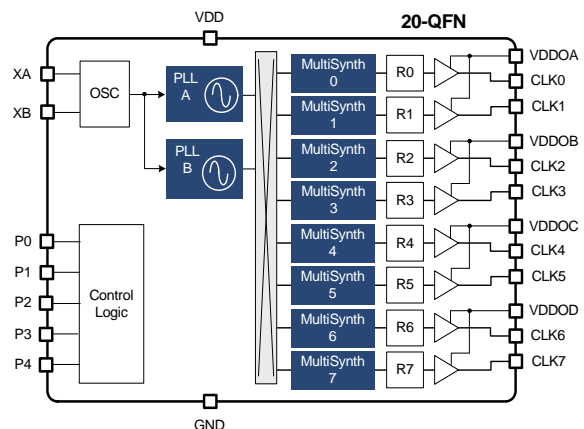 VDD
20-QFN
XA
XB
OSC
PLL
A
PLL
B
MultiSynth
0
R0
MultiSynth
1
R1
MultiSynth
2
R2
MultiSynth
3
R3
MultiSynth
4
R4
MultiSynth
5
R5
MultiSynth
6
R6
MultiSynth
7
R7
VDDOA
CLK0
CLK1
VDDOB
CLK2
CLK3
VDDOC
CLK4
CLK5
VDDOD
CLK6
CLK7
P0
P1
P2
P3
P4
Control
Logic
GND